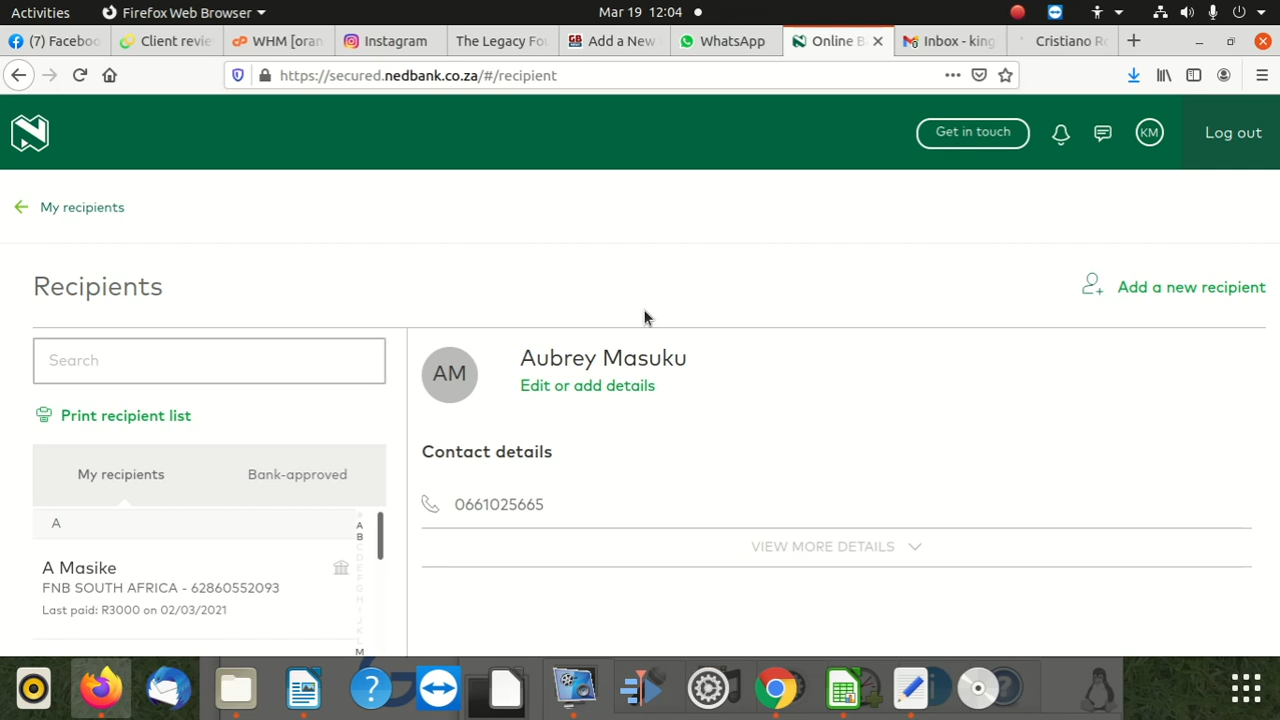 Activities
Firefox Web Browser
Mar 19 12:04
(7) Facebo
Client revie
WHM [oran
Instagram
The Legacy Fou
Add a New
WhatsApp
Online B
Inbox - king
Cristiano Ro
https://secured.nedbank.co.za/#/recipient
Get in touch
KM
Log out
My recipients
Recipients
Add a new recipient
Search
Print recipient list
My recipients
Bank-approved
A
A Masike
FNB SOUTH AFRICA - 62860552093
Last paid: R3000 on 02/03/2021
#
A
B
C
D
E
F
G
H
I
J
K
L
M
AM
Aubrey Masuku
Edit or add details
Contact details
0661025665
VIEW MORE DETAILS